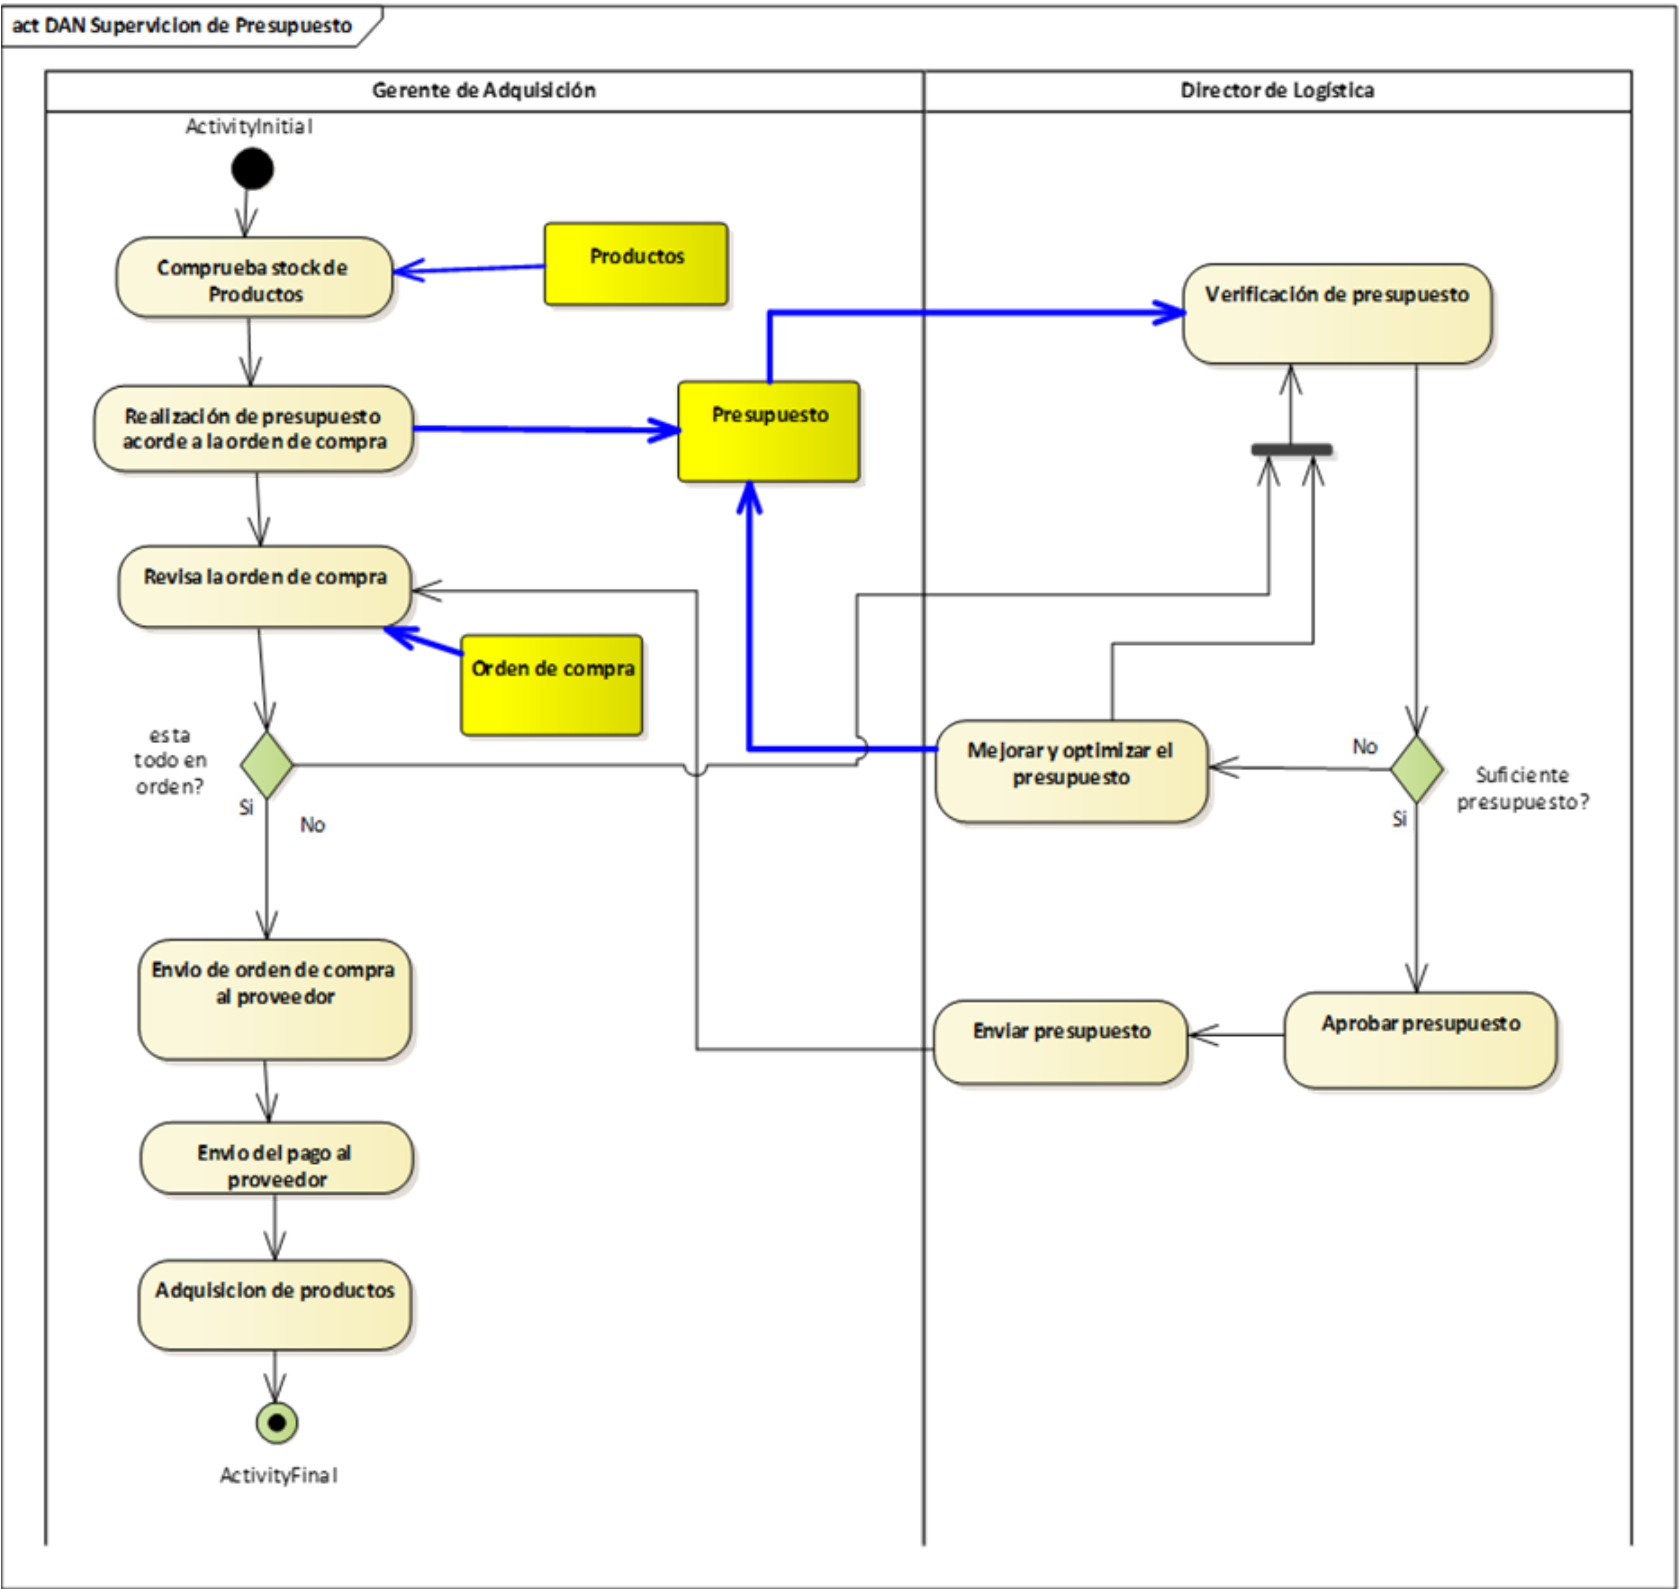 act DAN Supervicion de Presupuesto
Gerente de Adquisición
Director de Logística
ActivityInitial
Comprueba stock de
Productos
Productos
Verificación de presupuesto
Realización de presupuesto
acorde a la orden de compra
Presupuesto
Revisa la orden de compra
Orden de compra
esta
todo en
orden?
Si
No
Mejorar y optimizar el
presupuesto
No
Suficiente
presupuesto?
Si
Envio de orden de compra
al proveedor
Enviar presupuesto
Aprobar presupuesto
Envio del pago al
proveedor
Adquisicion de productos
ActivityFinal